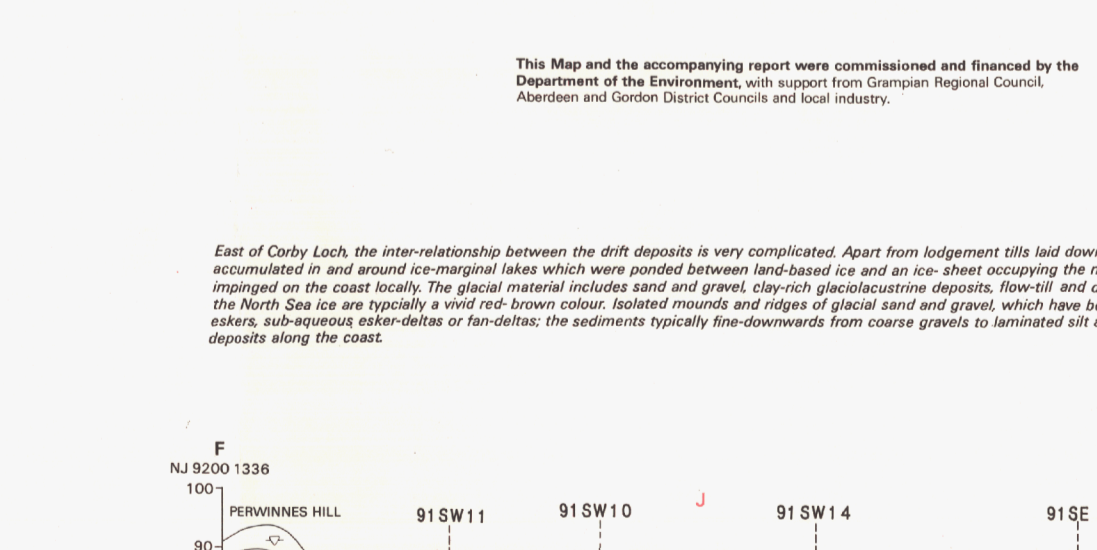 This Map and the accompanying report were commissioned and financed by the
Department of the Environment, with support from Grampian Regional Council,
Aberdeen and Gordon District Councils and local industry.
East of Corby Loch, the inter-relationship between the drift deposits is very complicated. Apart from lodgement tills laid
accumulated in and around ice-marginal lakes which were ponded between land-based ice and an ice- sheet occupying the
impinged on the coast locally. The glacial material includes sand and gravel, clay-rich glaciolacustrine deposits, flow-till and
the North Sea ice are typcially a vivid red- brown colour. Isolated mounds and ridges of glacial sand and gravel, which have
eskers, sub-aqueous esker-deltas or fan-deltas; the sediments typically fine-downwards from coarse gravels to laminated silt
deposits along the coast.
F
NJ 9200 1336
100
PERWINNES HILL
91 SW 11
91 SW 10
J
91 SW 14
91 SE
90